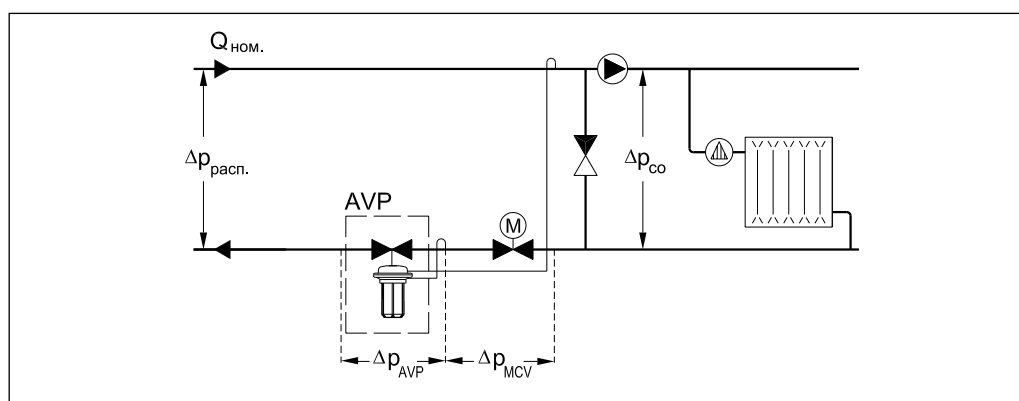 Qном.
Δpрасп.
Δpсо
AVP
M
ΔpAVP
ΔpMCV